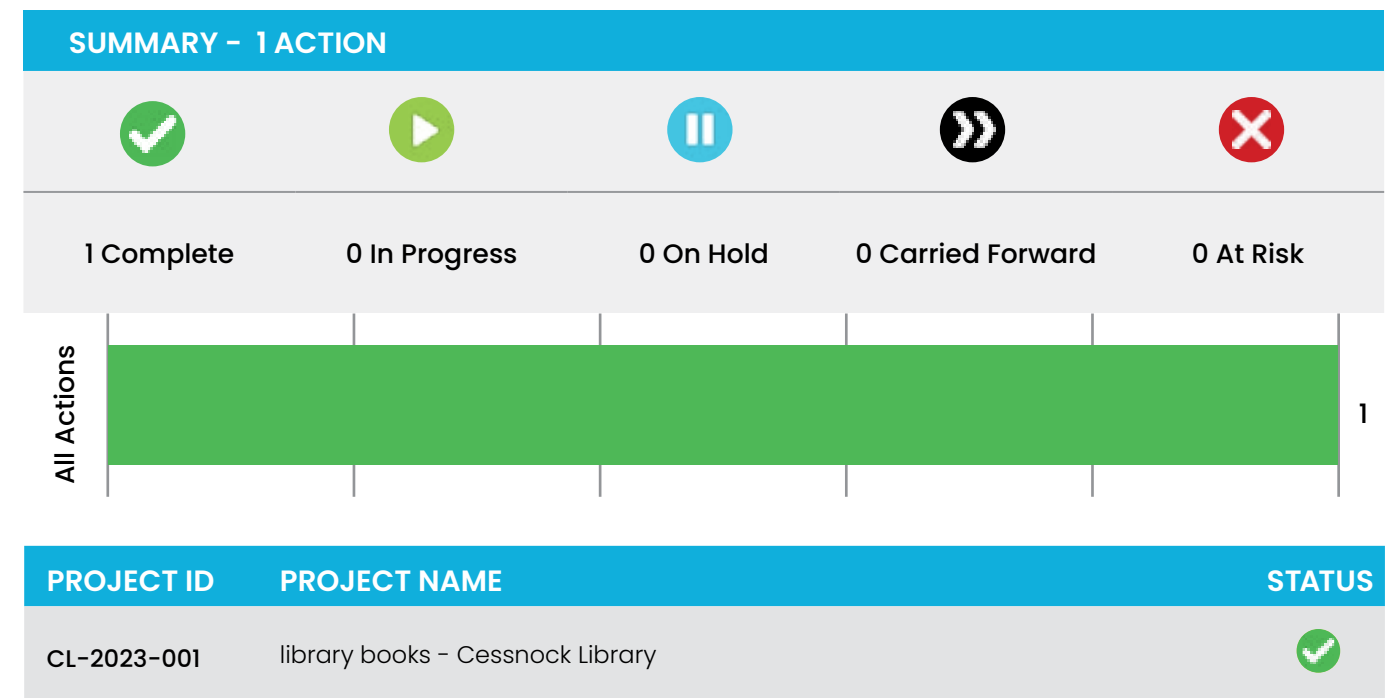 SUMMARY - 1 ACTION
1 Complete 0 In Progress 0 On Hold 0 Carried Forward 0 At Risk
All Actions
1
PROJECT ID PROJECT NAME STATUS
CL-2023-001 library books - Cessnock Library